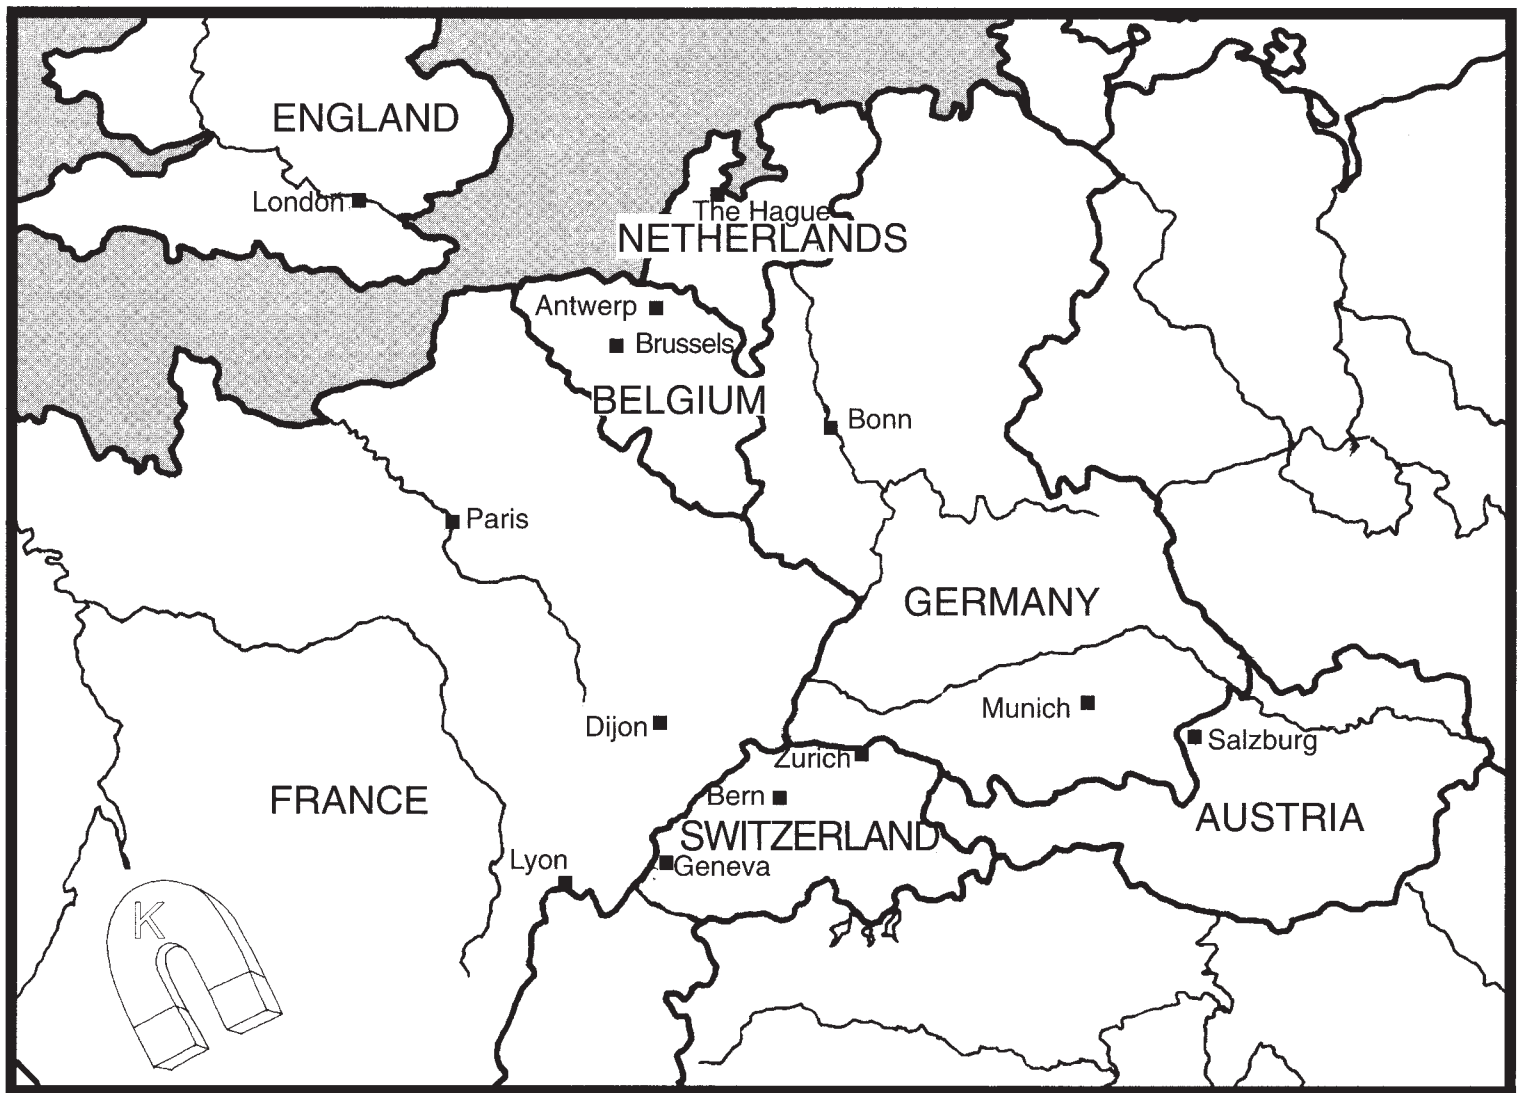 ENGLAND
London
The Hague
NETHERLANDS
Antwerp
Brussels
BELGIUM
Bonn
Paris
GERMANY
Munich
Dijon
Salzburg
Zurich
Bern
FRANCE
AUSTRIA
SWITZERLAND
Lyon
Geneva
K